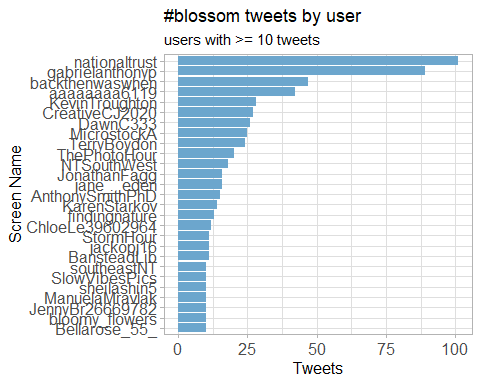 #blossom tweets by user
users with >= 10 tweets
Screen Name
nationaltrust
gabrielanthonyp
backthenwaswhen
aaaaaaaa6119
KevinTroughton
CreativeCJ2020
DawnC333
MicrostockA
TerryBoydon
ThePhotoHour
NTSouthWest
JonathanFagg
jane__eden
AnthonySmithPhD
KarenStarkov
findingnature
ChloeLe39602964
StormHour
jackopi16
BansteadLib
southeastNT
SlowVibesPics
sheilashin5
ManuelaMravlak
JennyBr26669782
bloomy_flowers
Bellarose_55_
0 25 50 75 100
Tweets